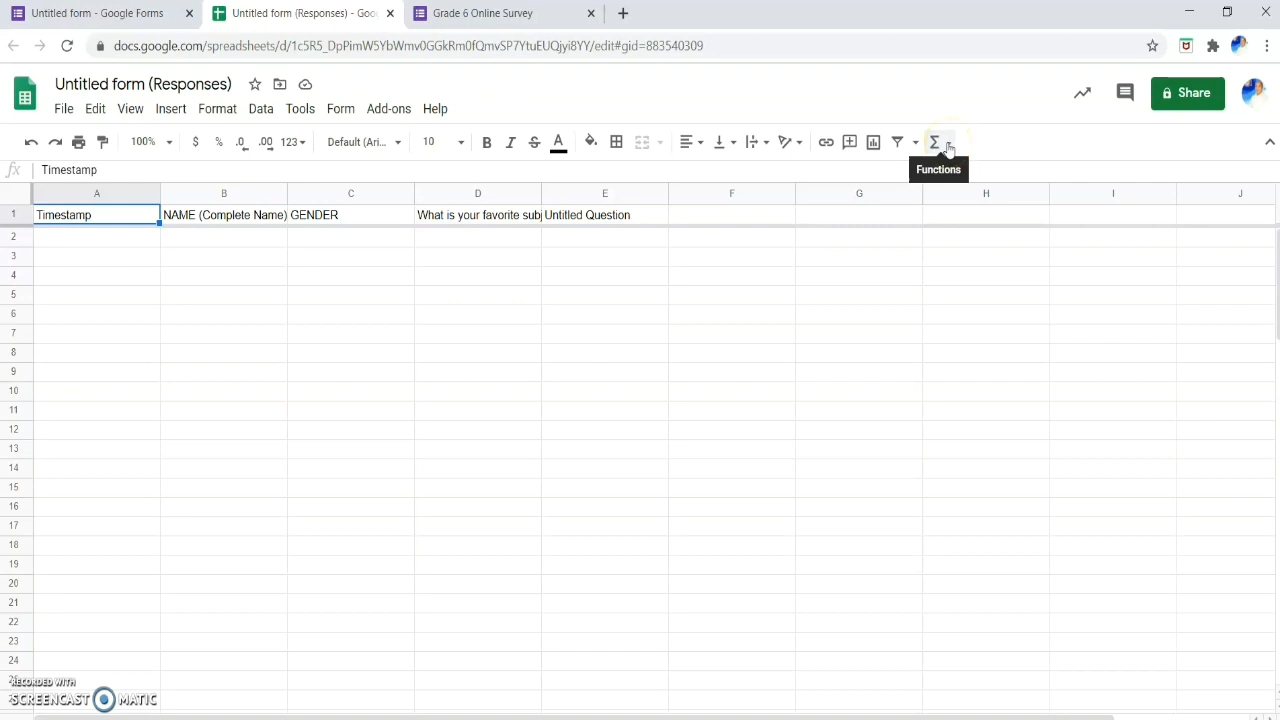 Untitled form - Google Forms
Untitled form (Responses) - Goo
Grade 6 Online Survey
docs.google.com/spreadsheets/d/1c5R5_DpPimW5YbWmv0GGkRm0fQmvSP7YtuEUQjyi8YY/edit#gid=883540309
Untitled form (Responses)
File Edit View Insert Format Data Tools Form Add-ons Help
Share
100% $ % .0 .00 123 Default (Ari... 10 B I S A Σ
Functions
fx Timestamp
A B C D E F G H I J
1 Timestamp NAME (Complete Name) GENDER What is your favorite subj Untitled Question
2
3
4
5
6
7
8
9
10
11
12
13
14
15
16
17
18
19
20
21
22
23
24
RECORDED WITH
SCREENCAST MATIC